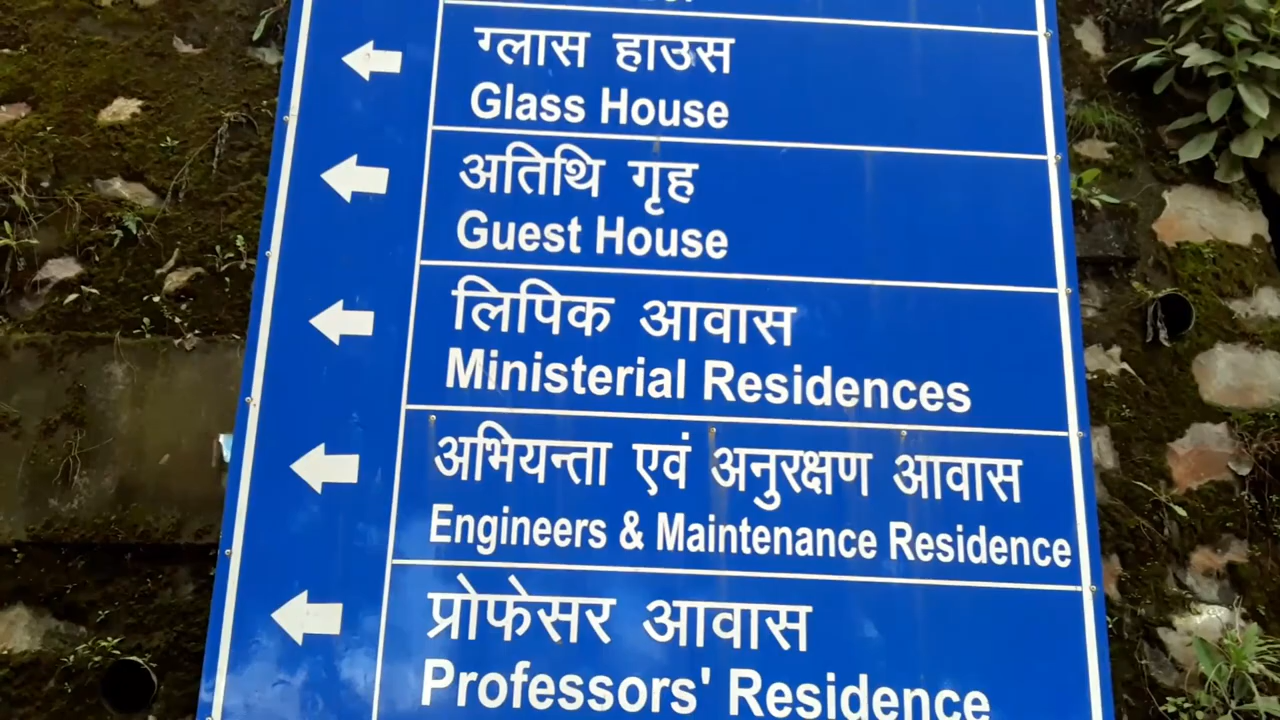 ग्लास हाउस
Glass House
अतिथि गृह
Guest House
लिपिक आवास
Ministerial Residences
अभियन्ता एवं अनुरक्षण आवास
Engineers & Maintenance Residence
प्रोफेसर आवास
Professors' Residence